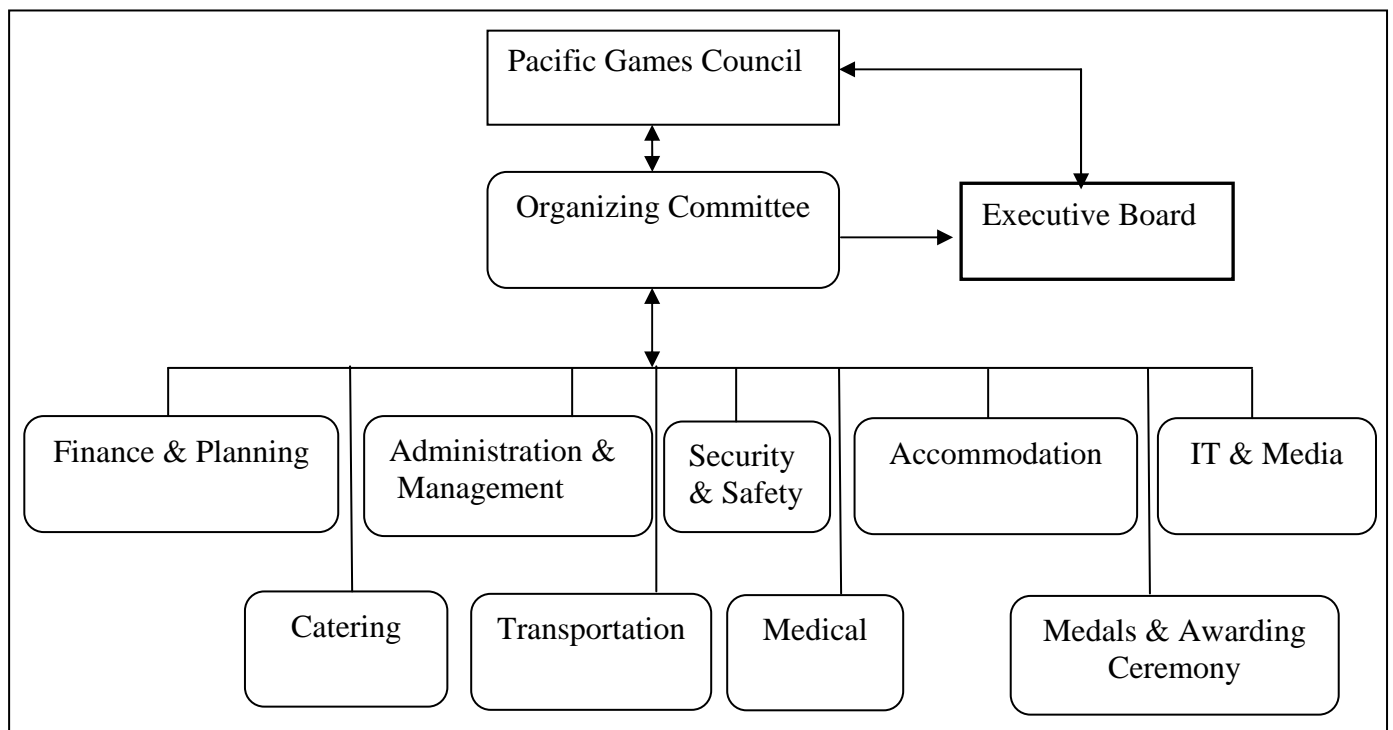 Pacific Games Council
Organizing Committee
Executive Board
Finance & Planning
Administration &
Management
Security
& Safety
Accommodation
IT & Media
Catering
Transportation
Medical
Medals & Awarding
Ceremony